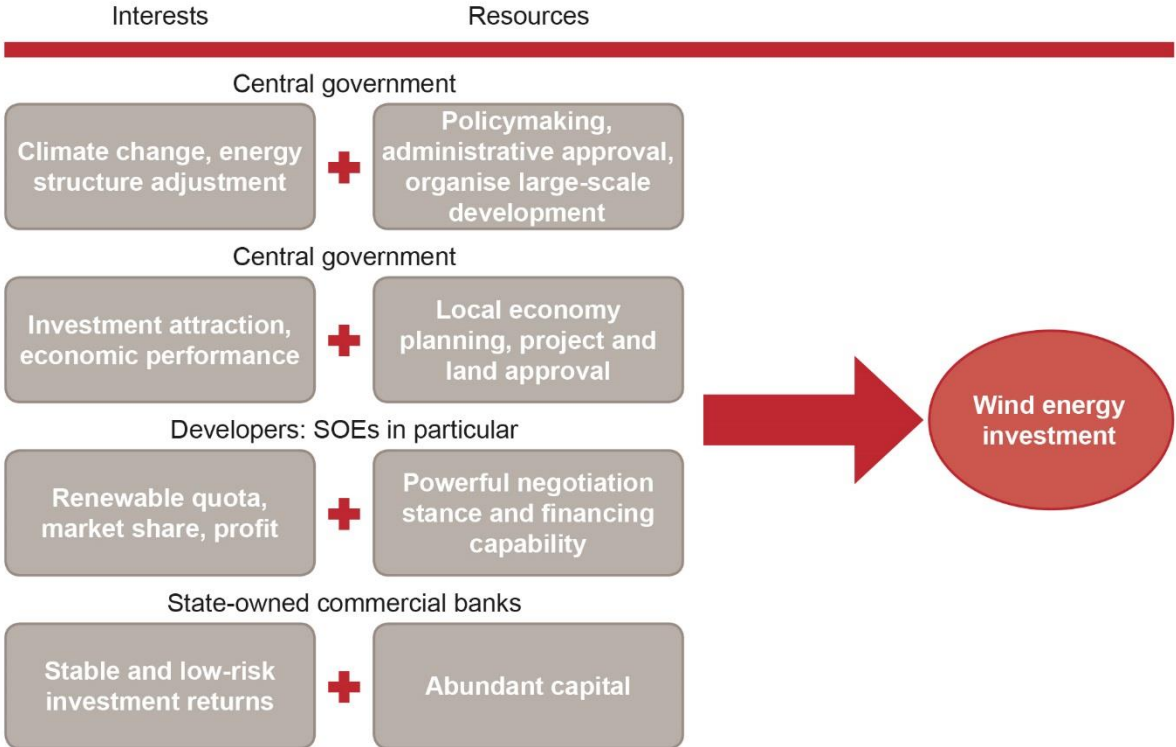 Interests
Resources
Central government
Climate change, energy
structure adjustment
Policymaking,
administrative approval,
organise large-scale
development
Central government
Investment attraction,
economic performance
Local economy
planning, project and
land approval
Developers: SOEs in particular
Renewable quota,
market share, profit
Powerful negotiation
stance and financing
capability
State-owned commercial banks
Stable and low-risk
investment returns
Abundant capital
Wind energy
investment